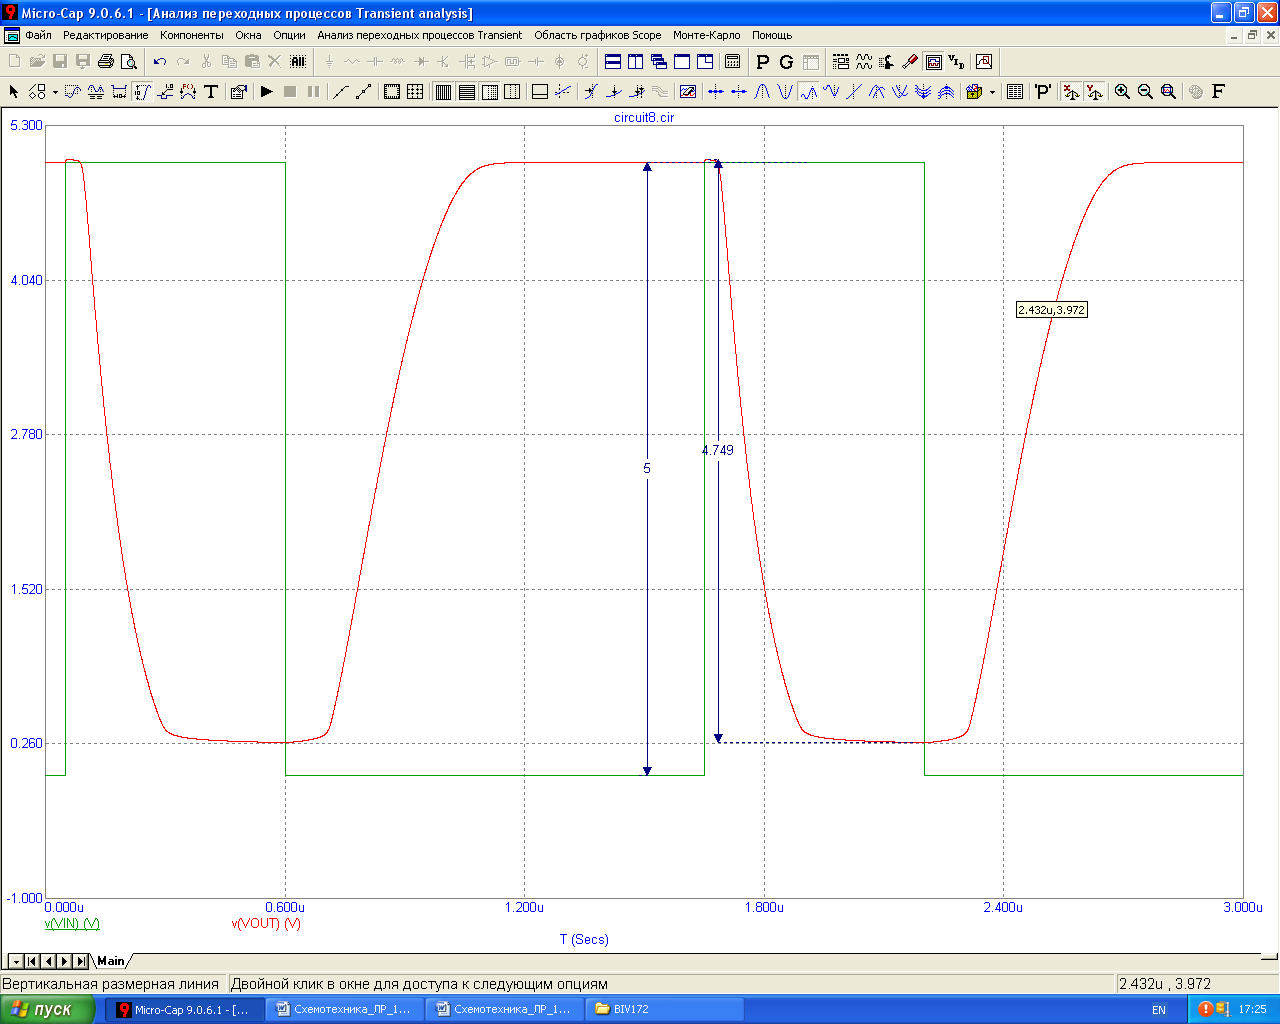 Micro-Cap 9.0.6.1 - [Анализ переходных процессов Transient analysis]
Файл Редактирование Компоненты Окна Опции Анализ переходных процессов Transient Область графиков Scope Монте-Карло Помощь
circuit8.cir
5.300
4.040
2.432u,3.972
2.780
4.749
5
1.520
0.260
-1.000
0.000u 0.600u 1.200u 1.800u 2.400u 3.000u
v(VIN) (V) v(VOUT) (V)
T (Secs)
Main
Вертикальная размерная линия Двойной клик в окне для доступа к следующим опциям 2.432u , 3.972
пуск Micro-Cap 9.0.6.1 - [... Схемотехника_ЛР_1... Схемотехника_ЛР_1... BIV172 EN 17:25